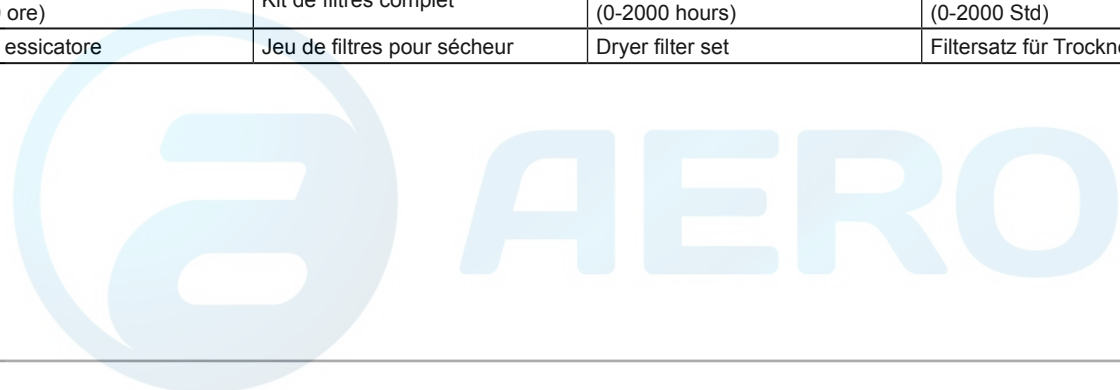 ore)
Kit de filtres complet
(0-2000 hours)
(0-2000 Std)
essicatore
Jeu de filtres pour sécheur
Dryer filter set
Filtersatz für
AERO